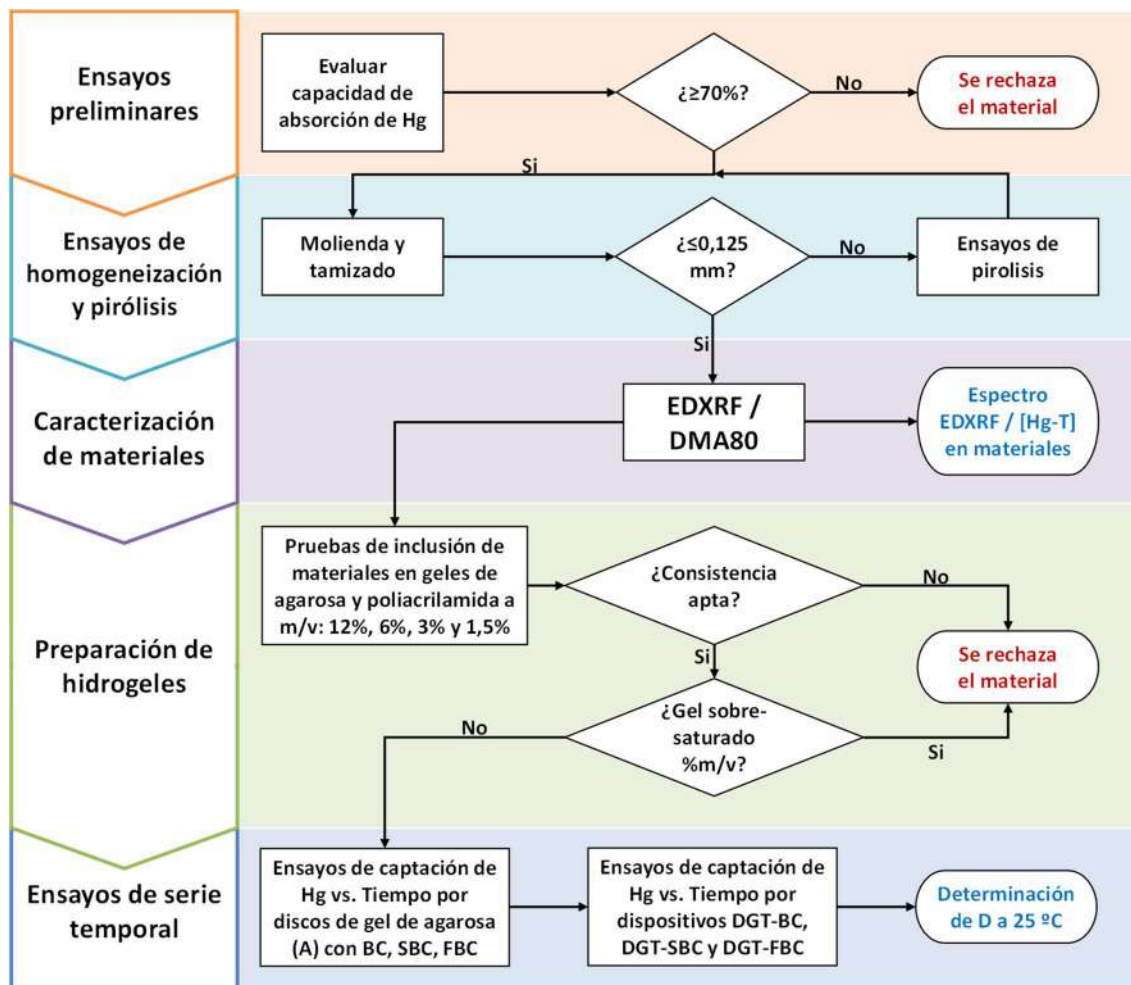 Ensayos
preliminares
Evaluar
capacidad de
absorción de Hg
¿≥70%?
No
Se rechaza
el material
Si
Ensayos de
homogeneización
y pirólisis
Molienda y
tamizado
¿≤0,125
mm?
No
Ensayos de
pirolisis
Si
Caracterización
de materiales
EDXRF /
DMA80
Espectro
EDXRF / [Hg-T]
en materiales
Preparación de
hidrogeles
Pruebas de inclusión de
materiales en geles de
agarosa y poliacrilamida a
m/v: 12%, 6%, 3% y 1,5%
¿Consistencia
apta?
No
Si
Se rechaza
el material
¿Gel sobre-
saturado
%m/v?
No
Si
Ensayos de serie
temporal
Ensayos de captación de
Hg vs. Tiempo por
discos de gel de agarosa
(A) con BC, SBC, FBC
Ensayos de captación de
Hg vs. Tiempo por
dispositivos DGT-BC,
DGT-SBC y DGT-FBC
Determinación
de D a 25 ºC